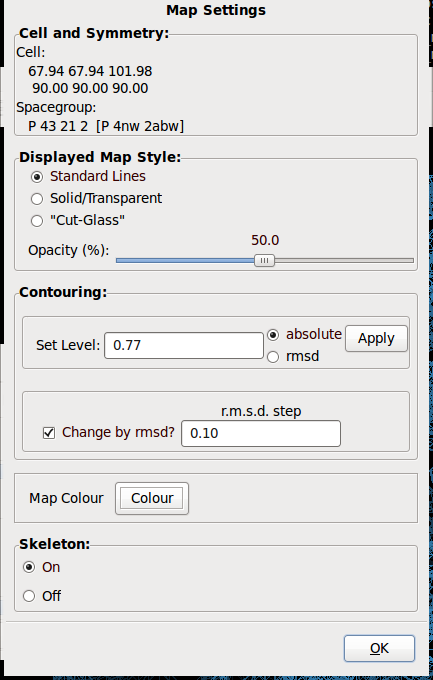 Map Settings
Cell and Symmetry:
Cell:
67.94 67.94 101.98
90.00 90.00 90.00
Spacegroup:
P 43 21 2 [P 4nw 2abw]
Displayed Map Style:
Standard Lines
Solid/Transparent
"Cut-Glass"
50.0
Opacity (%):
Contouring:
Set Level: 0.77 absolute Apply
rmsd
r.m.s.d. step
Change by rmsd? 0.10
Map Colour Colour
Skeleton:
On
Off
OK